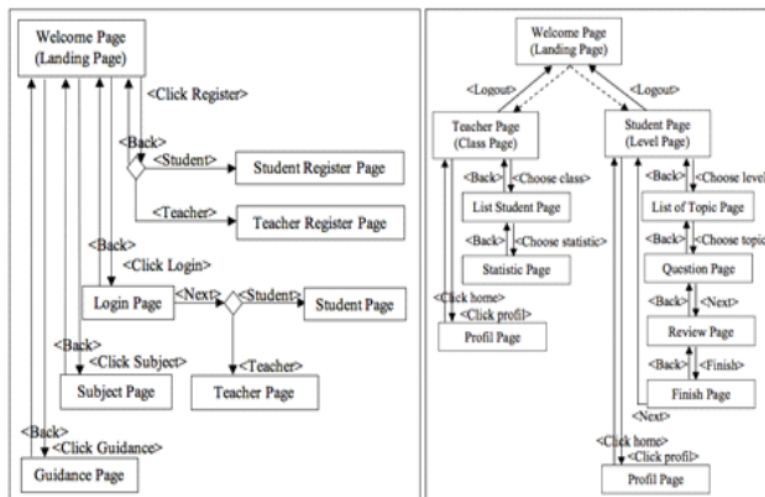 Welcome Page
(Landing Page)
<Click Register>
<Back>
<Student>
Student Register Page
<Teacher>
Teacher Register Page
<Back>
<Click Login>
Login Page
<Next>
<Student>
Student Page
<Teacher>
Teacher Page
<Back>
<Click Subject>
Subject Page
<Back>
<Click Guidance>
Guidance Page
Welcome Page
(Landing Page)
<Logout>
<Logout>
Teacher Page
(Class Page)
Student Page
(Level Page)
<Back>
<Choose class>
<Back>
<Choose level
List Student Page
List of Topic Page
<Back>
<Choose statistic>
<Back>
<Choose topic
Statistic Page
Question Page
<Click home>
<Click profil>
<Back>
<Next>
Profil Page
Review Page
<Back>
<Finish>
Finish Page
<Next>
<Click home>
<Click profil>
Profil Page